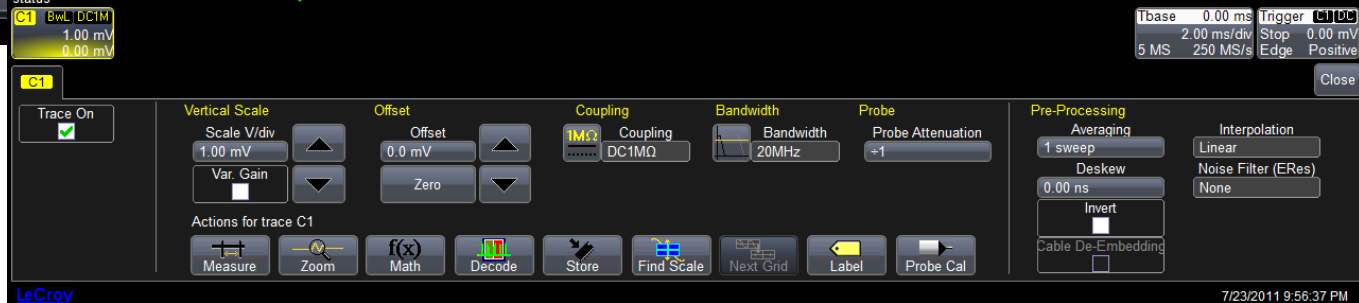 status
C1 BwL DC1M
1.00 mV
0.00 mV
Tbase 0.00 ms
2.00 ms/div
5 MS 250 MS/s
Trigger C1 DC
Stop 0.00 mV
Edge Positive
C1
Close
Trace On
Vertical Scale
Scale V/div
1.00 mV
Var. Gain
Offset
Offset
0.0 mV
Zero
Coupling
1MΩ
Coupling
DC1MΩ
Bandwidth
Bandwidth
20MHz
Probe
Probe Attenuation
÷1
Actions for trace C1
Measure
Zoom
f(x)
Math
Decode
Store
Find Scale
Next Grid
Label
Probe Cal
Pre-Processing
Averaging
1 sweep
Deskew
0.00 ns
Invert
Cable De-Embedding
Interpolation
Linear
Noise Filter (ERes)
None
LeCroy
7/23/2011 9:56:37 PM